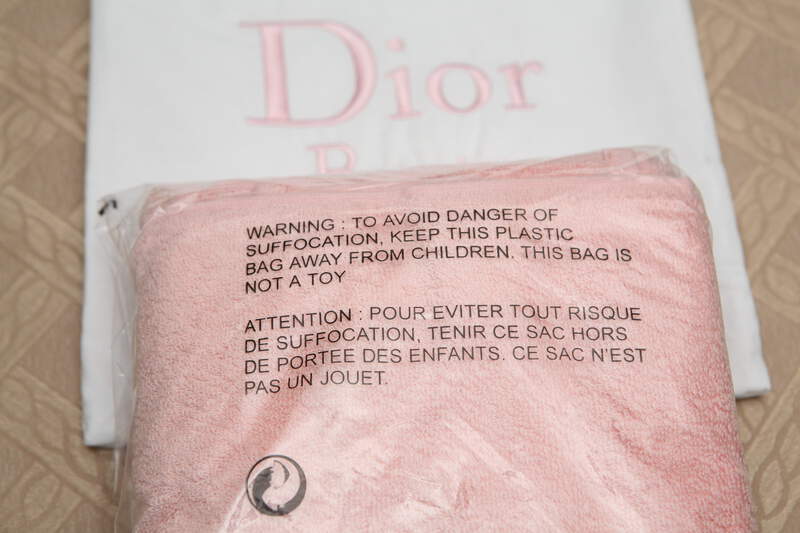 Dior
WARNING : TO AVOID DANGER OF
SUFFOCATION, KEEP THIS PLASTIC
BAG AWAY FROM CHILDREN. THIS BAG IS
NOT A TOY
ATTENTION : POUR EVITER TOUT RISQUE
DE SUFFOCATION, TENIR CE SAC HORS
DE PORTEE DES ENFANTS. CE SAC N'EST
PAS UN JOUET.